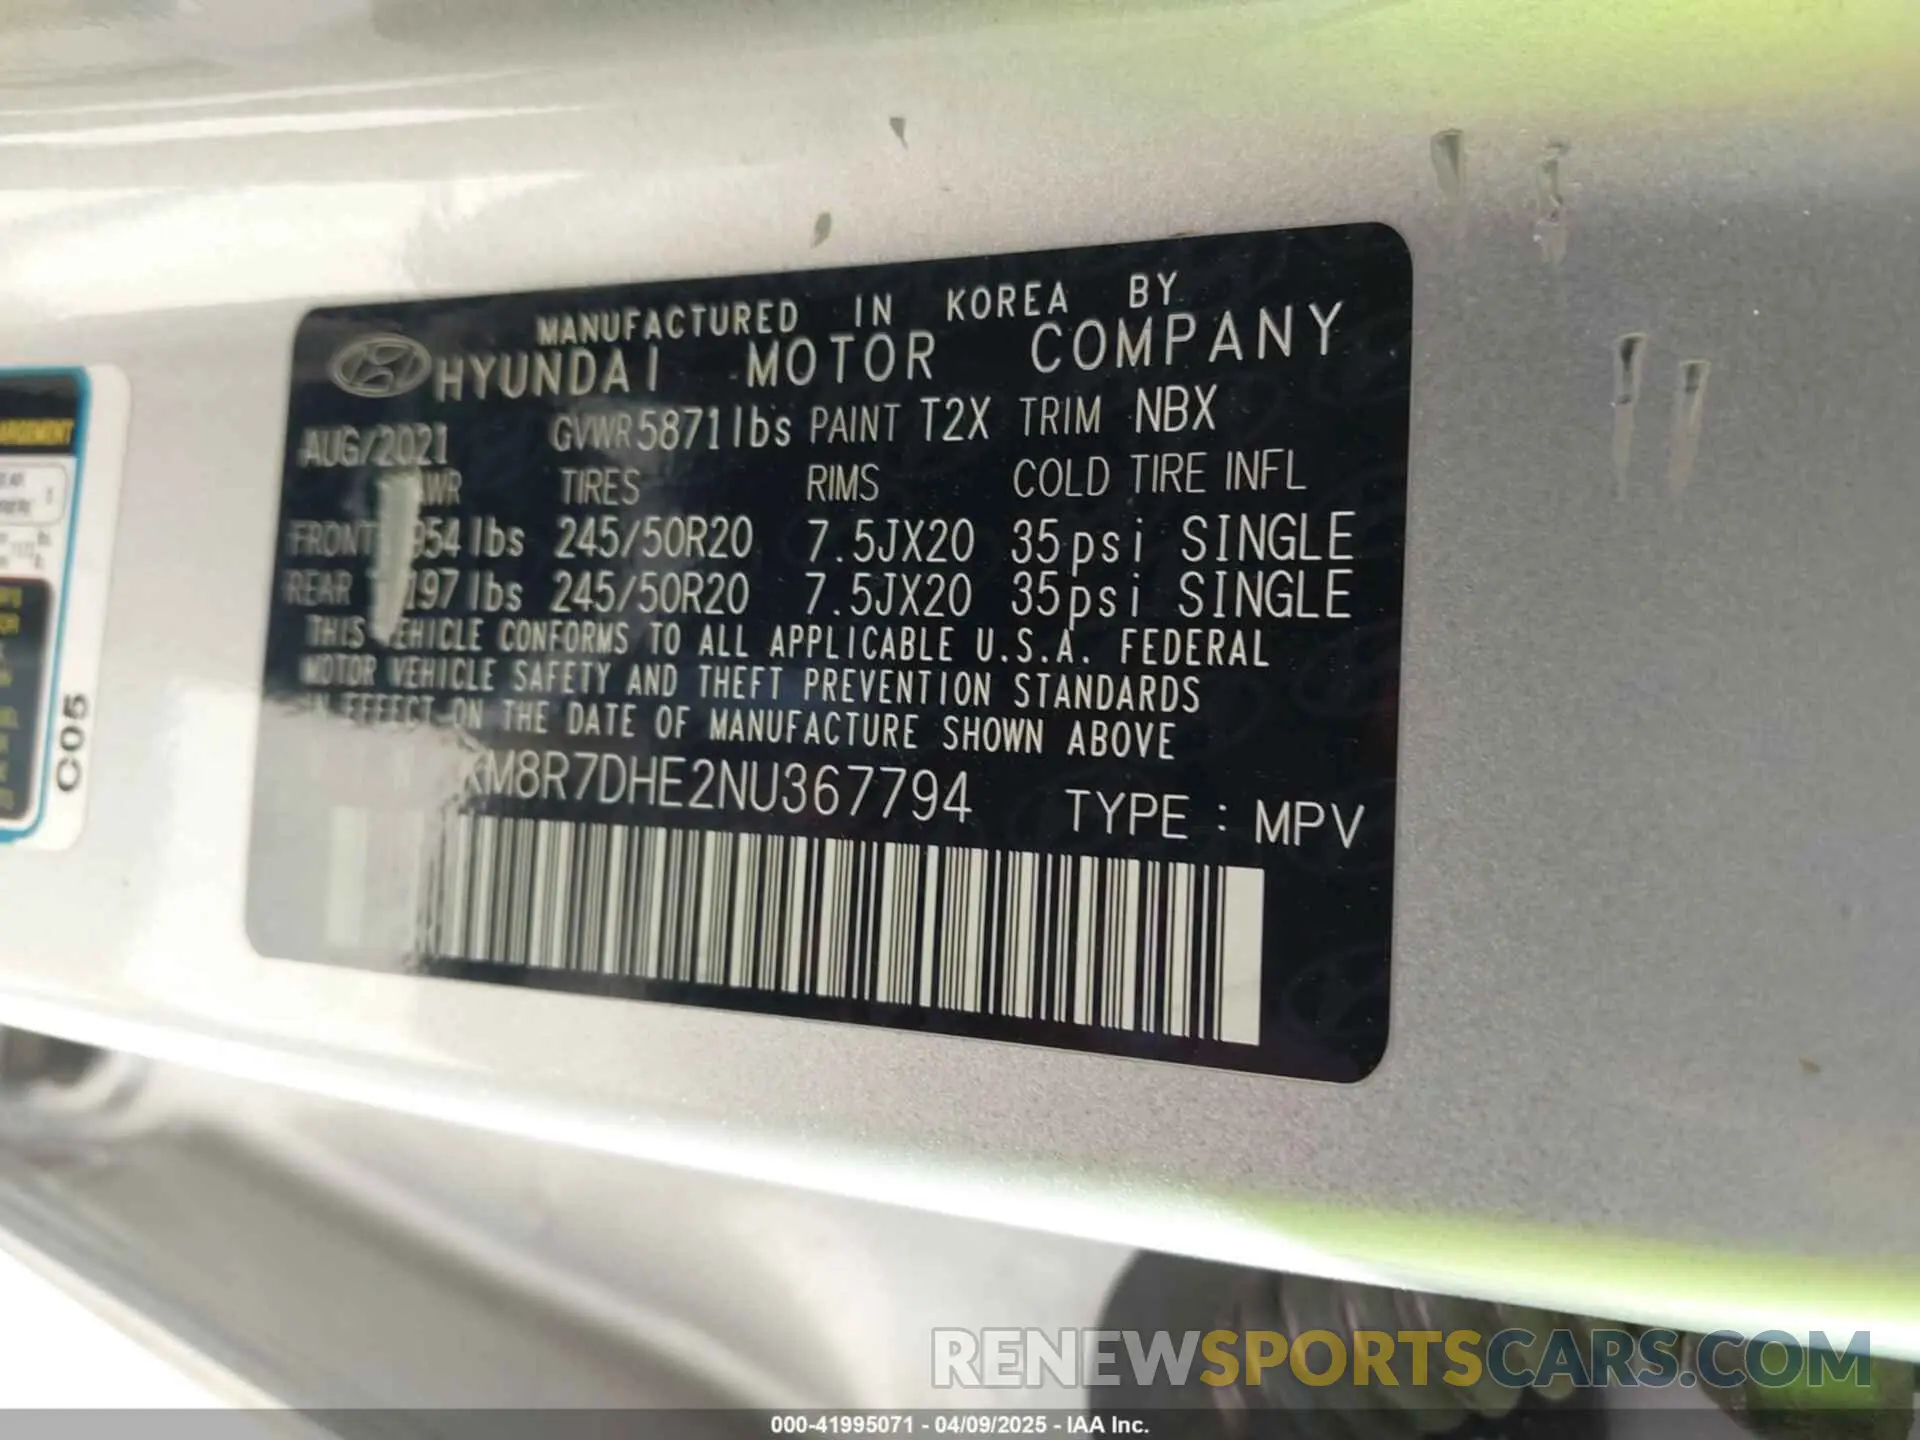 MANUFACTURED IN KOREA BY
HYUNDAI MOTOR COMPANY
AUG/2021 GVWR 5871lbs PAINT T2X TRIM NBX
TIRES RIMS COLD TIRE INFL
FRONT 954 lbs 245/50R20 7.5JX20 35psi SINGLE
REAR 197 lbs 245/50R20 7.5JX20 35psi SINGLE
THIS VEHICLE CONFORMS TO ALL APPLICABLE U.S.A. FEDERAL
MOTOR VEHICLE SAFETY AND THEFT PREVENTION STANDARDS
IN EFFECT ON THE DATE OF MANUFACTURE SHOWN ABOVE
KM8R7DHE2NU367794 TYPE : MPV
C05
RENEWSPORTSCARS.COM
000-41995071 - 04/09/2025 - IAA Inc.